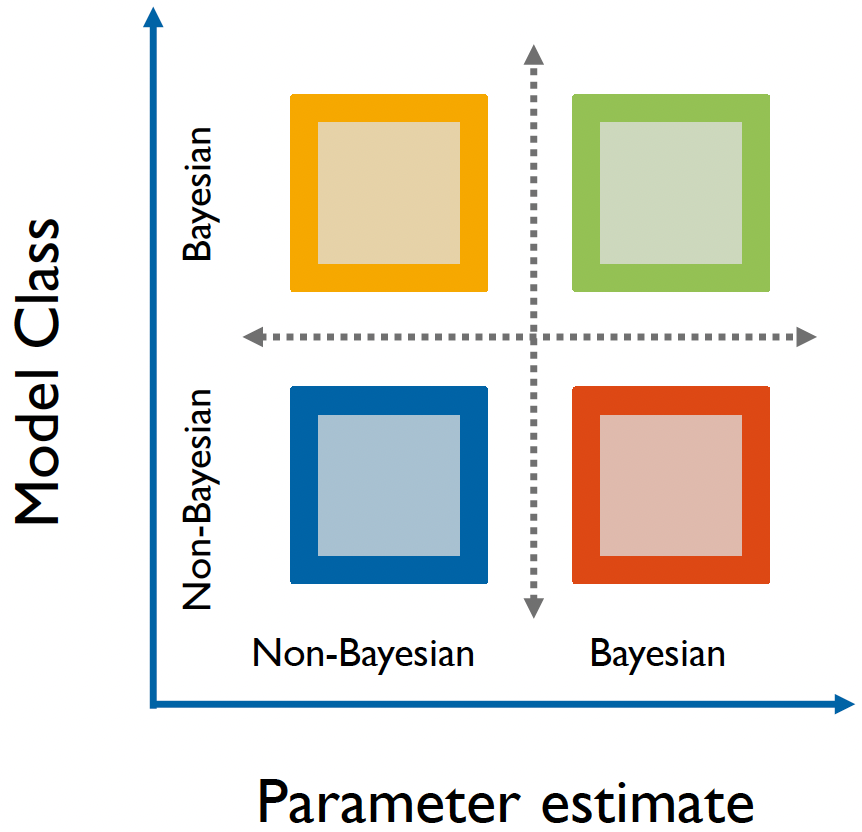 Model Class
Bayesian
Non-Bayesian
Non-Bayesian
Bayesian
Parameter estimate